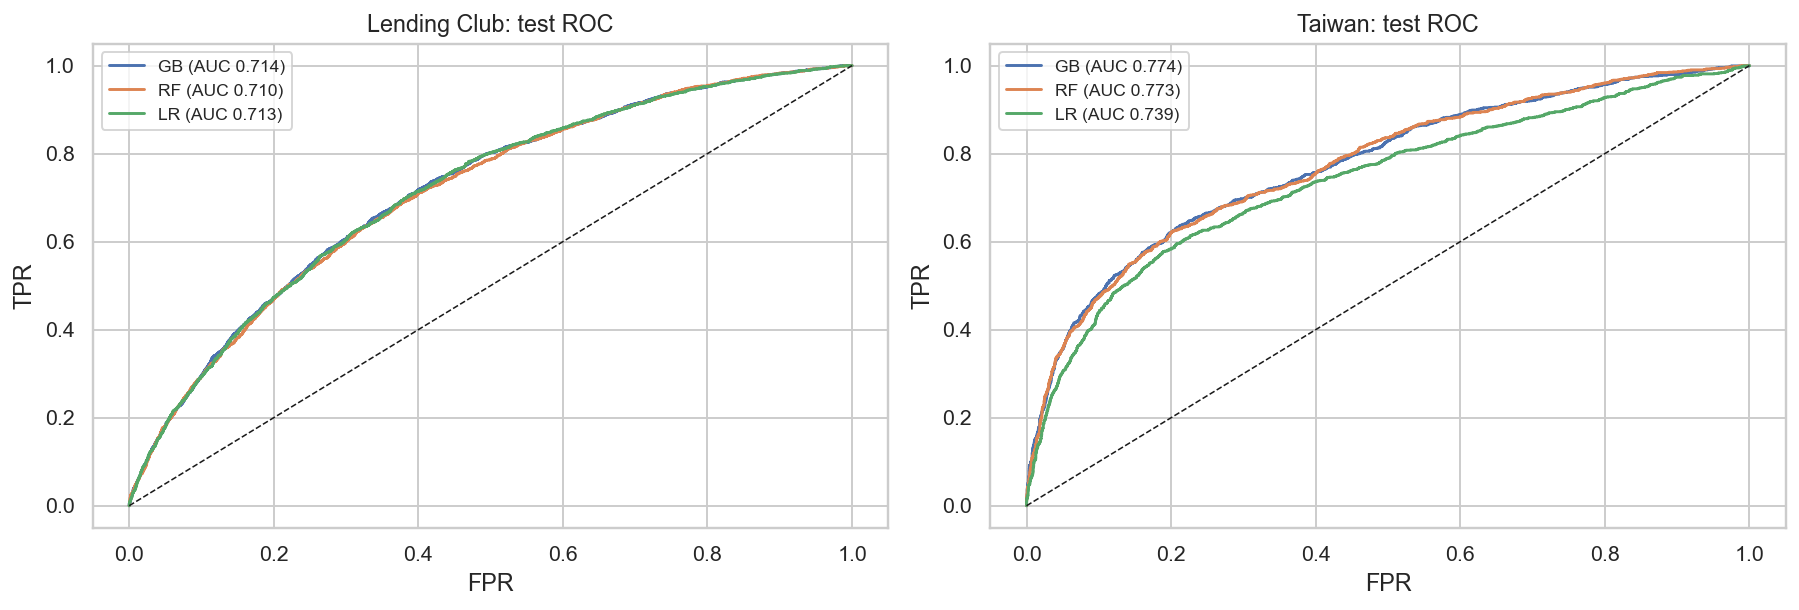 Lending Club: test ROC
GB (AUC 0.714)
RF (AUC 0.710)
LR (AUC 0.713)
1.0
0.8
0.6
0.4
0.2
0.0
TPR
0.0 0.2 0.4 0.6 0.8 1.0
FPR
Taiwan: test ROC
GB (AUC 0.774)
RF (AUC 0.773)
LR (AUC 0.739)
1.0
0.8
0.6
0.4
0.2
0.0
TPR
0.0 0.2 0.4 0.6 0.8 1.0
FPR